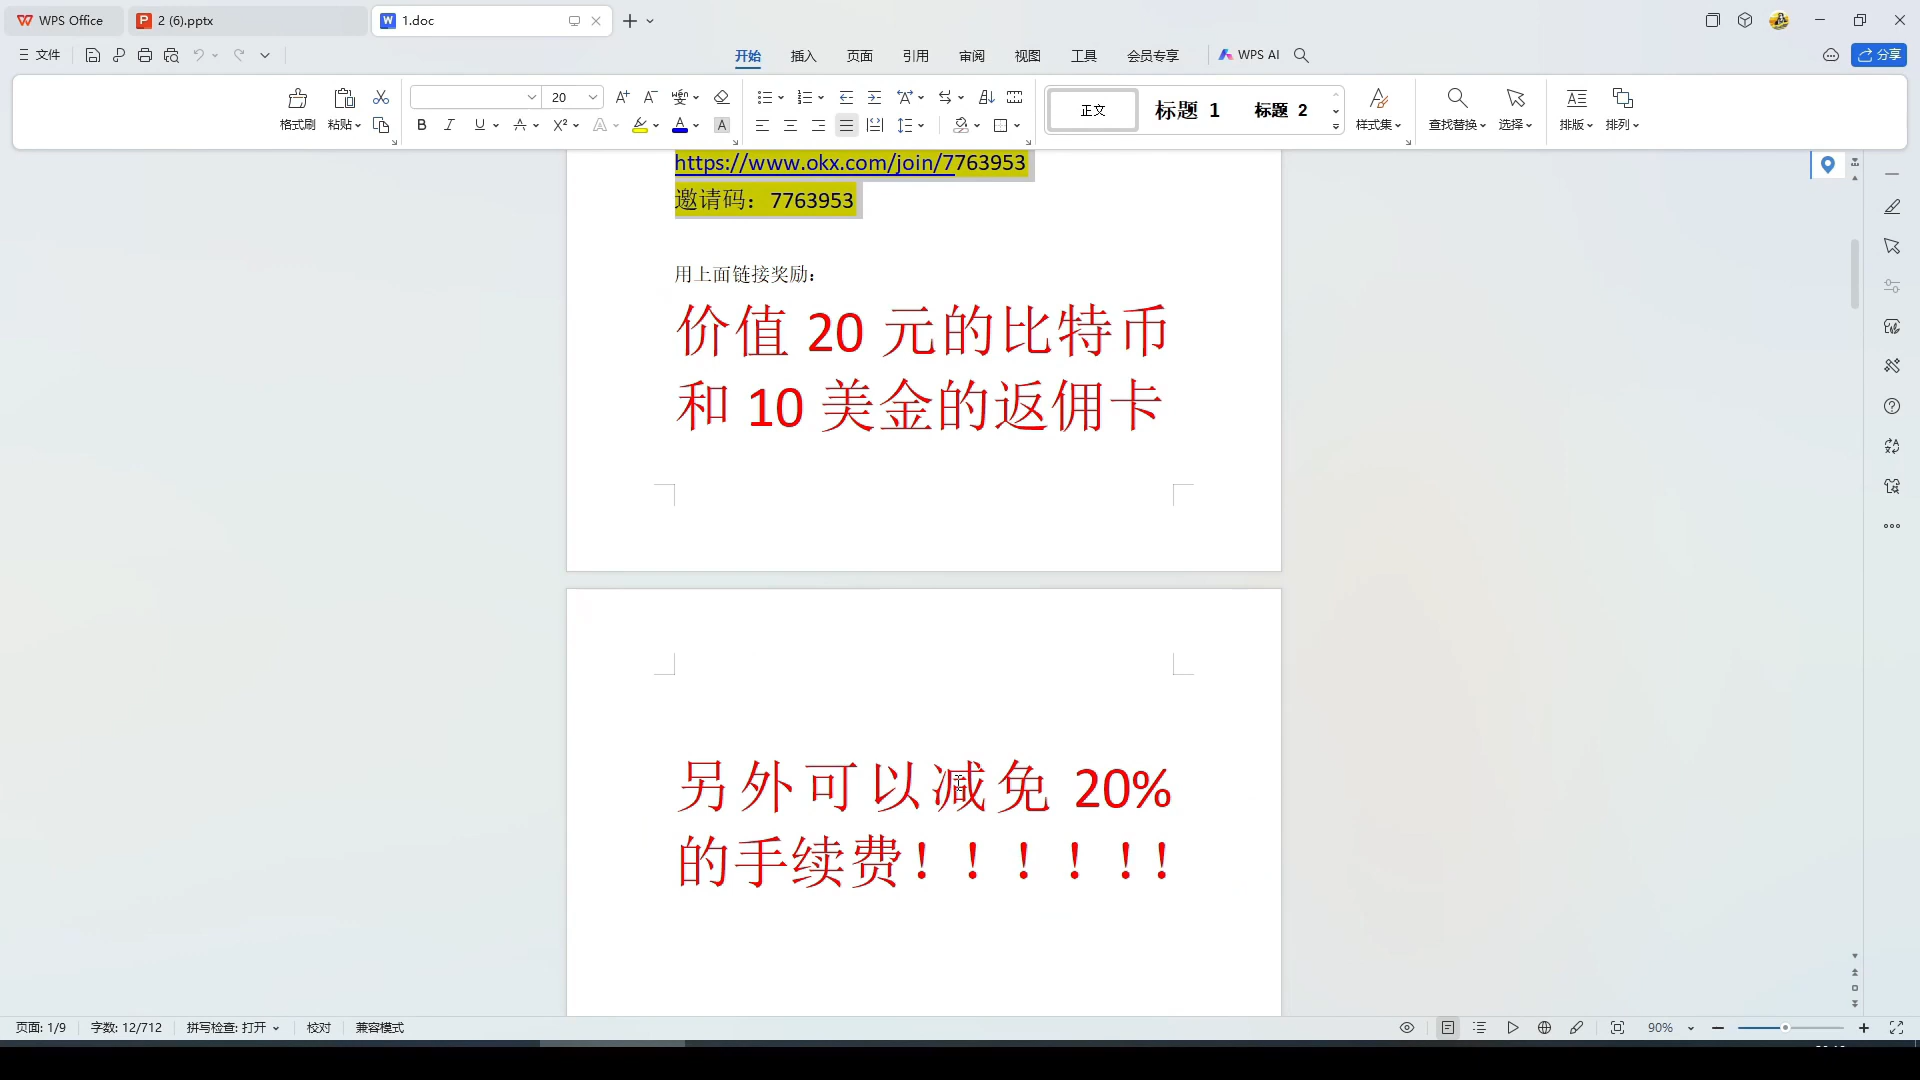 WPS Office
2 (6).pptx
1.doc
文件
开始
插入
页面
引用
审阅
视图
工具
会员专享
WPS AI
分享
格式刷
粘贴
20
正文
标题 1
标题 2
样式集
查找替换
选择
排版
排列
https://www.okx.com/join/7763953
邀请码：7763953
用上面链接奖励：
价值 20 元的比特币
和 10 美金的返佣卡
另外可以减免 20%
的手续费！！！！！！
页面: 1/9
字数: 12/712
拼写检查: 打开
校对
兼容模式
90%